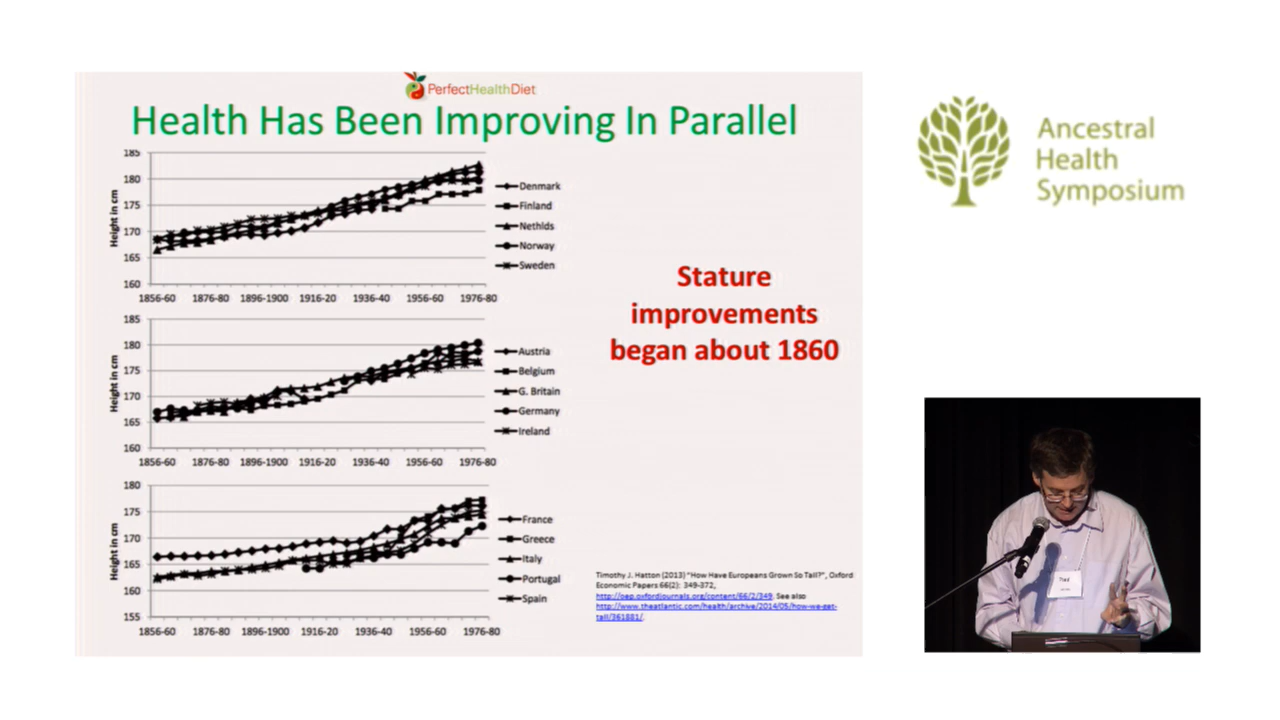 PerfectHealthDiet
Health Has Been Improving In Parallel
185
180
175
170
165
160
Height in cm
1856-60 1876-80 1896-1900 1916-20 1936-40 1956-60 1976-80
Denmark
Finland
Nethlds
Norway
Sweden
185
180
175
170
165
160
Height in cm
1856-60 1876-80 1896-1900 1916-20 1936-40 1956-60 1976-80
Austria
Belgium
G. Britain
Germany
Ireland
180
175
170
165
160
155
Height in cm
1856-60 1876-80 1896-1900 1916-20 1936-40 1956-60 1976-80
France
Greece
Italy
Portugal
Spain
Stature
improvements
began about 1860
Timothy J. Hatton (2013) "How Have Europeans Grown So Tall?", Oxford
Economic Papers 66(2): 349-372,
http://oep.oxfordjournals.org/content/66/2/349. See also
http://www.theatlantic.com/health/archive/2014/05/how-we-get-
tall/361881/.
Ancestral
Health
Symposium